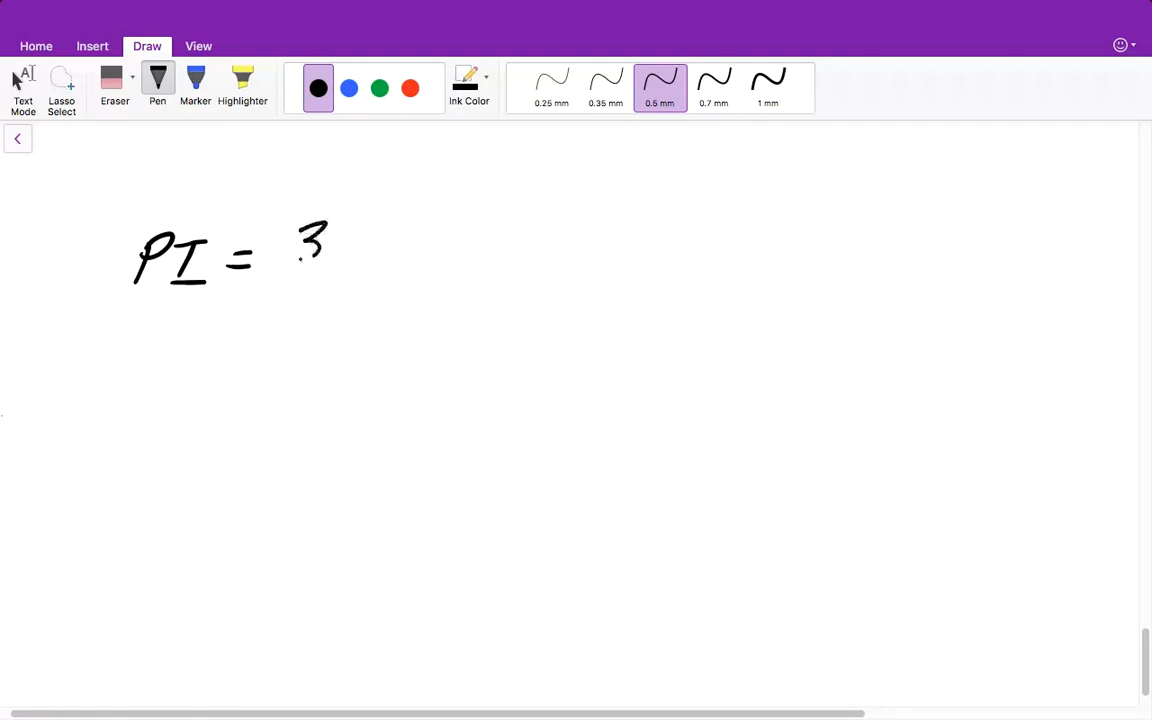 Home Insert Draw View
Text Mode Lasso Select Eraser Pen Marker Highlighter Ink Color 0.25 mm 0.35 mm 0.5 mm 0.7 mm 1 mm
PI = 3